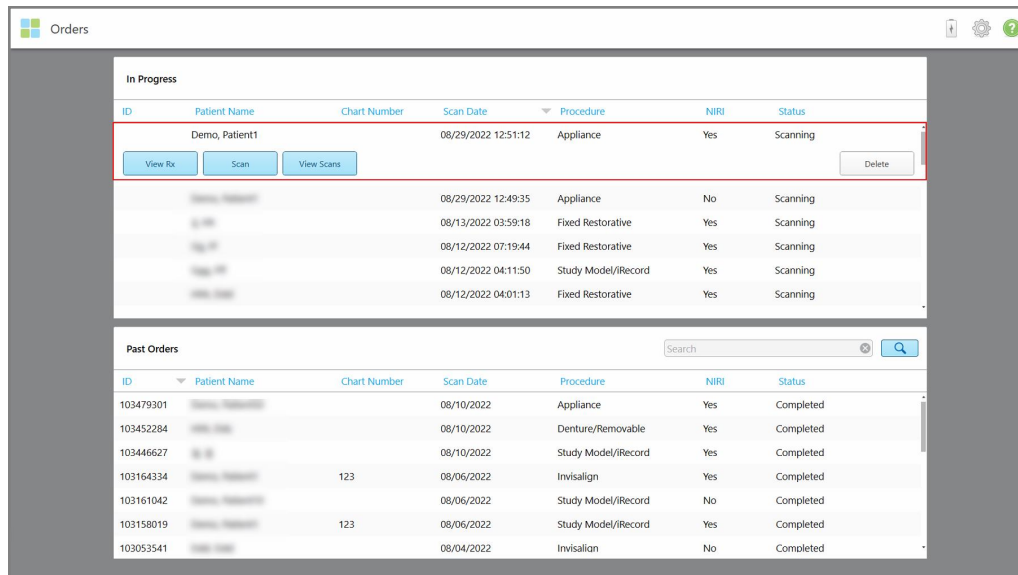 Orders
?
In Progress
ID Patient Name Chart Number Scan Date Procedure NIRI Status
Demo, Patient1 08/29/2022 12:51:12 Appliance Yes Scanning
View Rx Scan View Scans Delete
08/29/2022 12:49:35 Appliance No Scanning
08/13/2022 03:59:18 Fixed Restorative Yes Scanning
08/12/2022 07:19:44 Fixed Restorative Yes Scanning
08/12/2022 04:11:50 Study Model/iRecord Yes Scanning
08/12/2022 04:01:13 Fixed Restorative Yes Scanning
Past Orders Search
ID Patient Name Chart Number Scan Date Procedure NIRI Status
103479301 08/10/2022 Appliance Yes Completed
103452284 08/10/2022 Denture/Removable Yes Completed
103446627 08/10/2022 Study Model/iRecord Yes Completed
103164334 123 08/06/2022 Invisalign Yes Completed
103161042 08/06/2022 Study Model/iRecord No Completed
103158019 123 08/06/2022 Study Model/iRecord Yes Completed
103053541 08/04/2022 Invisalign No Completed